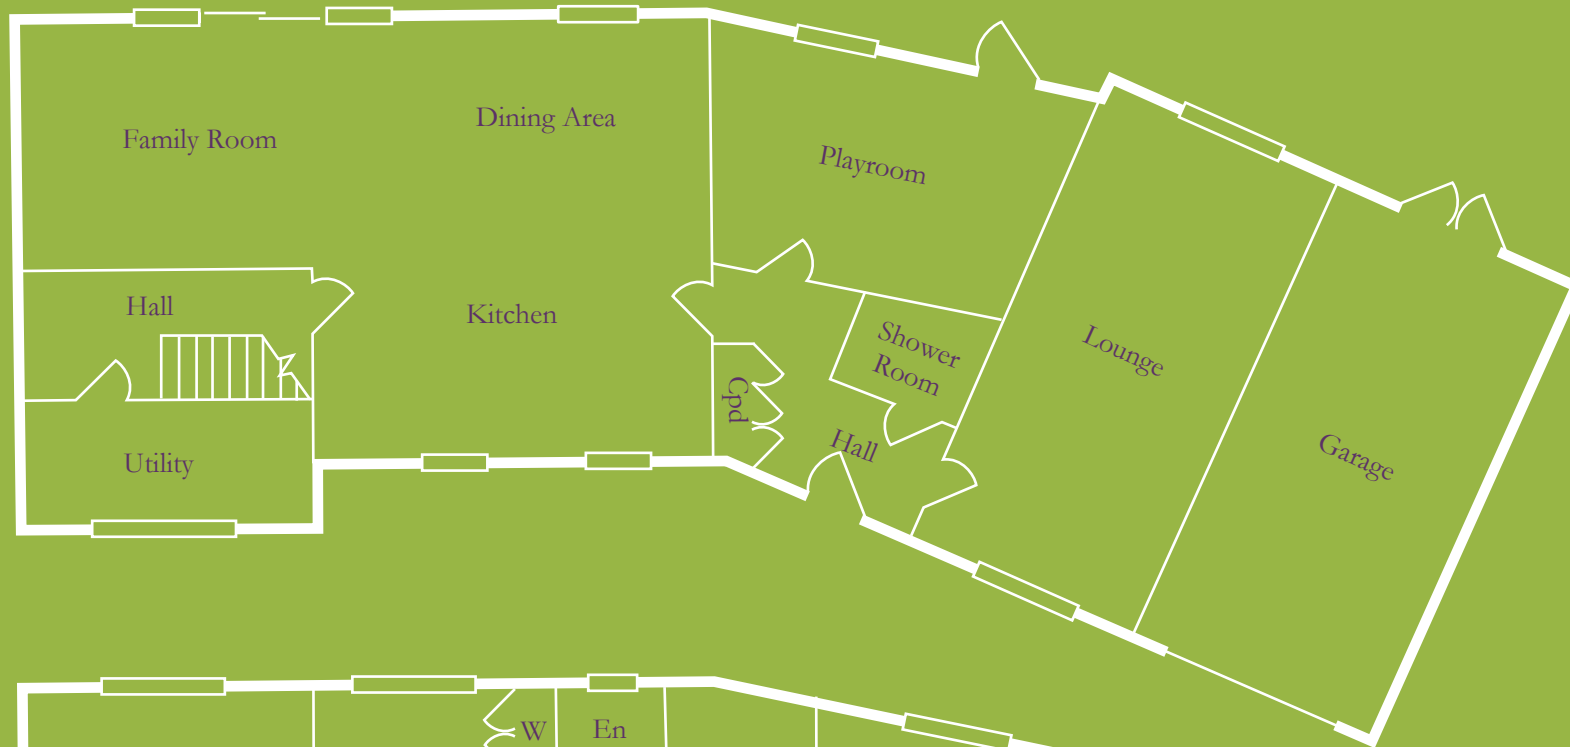 Family Room
Dining Area
Playroom
Hall
Kitchen
Shower
Room
Lounge
Cpd
Hall
Garage
Utility
W
En